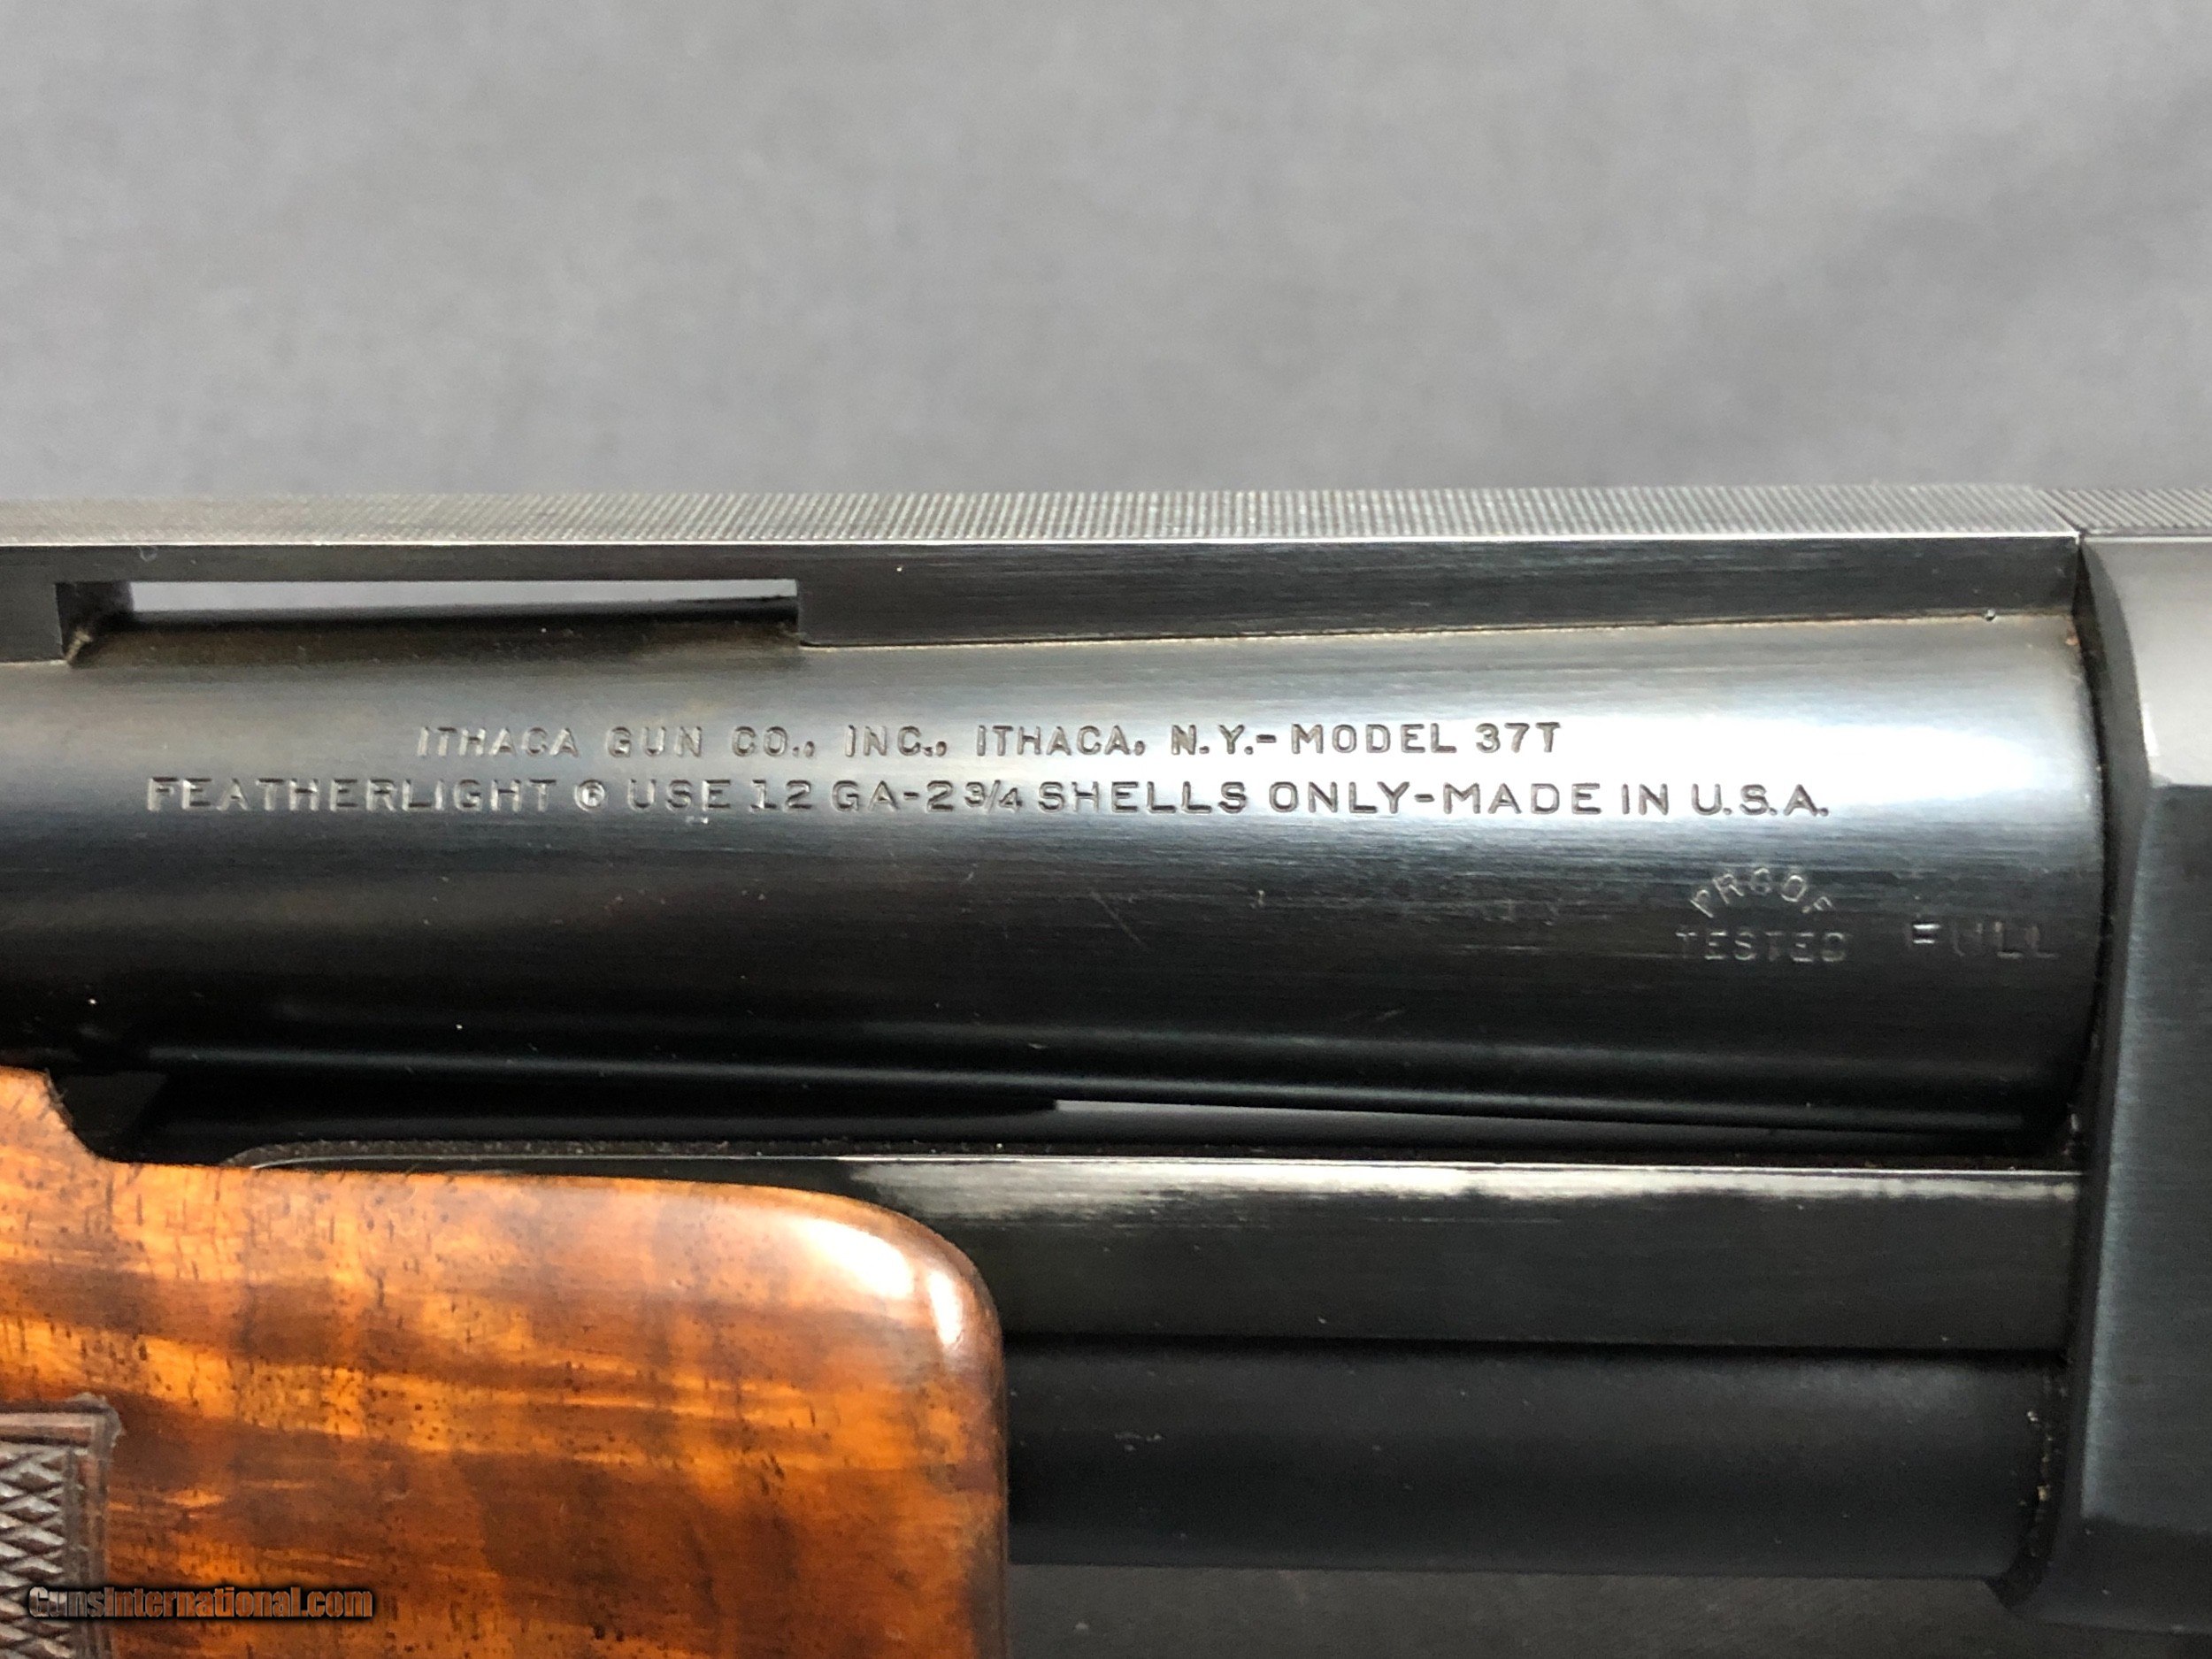 ITHACA GUN CO., INC., ITHACA, N.Y.-MODEL 37T
FEATHERLIGHT ® USE 12 GA-2¾ SHELLS ONLY-MADE IN U.S.A.
PROOF
TESTED FULL
GunsInternational.com